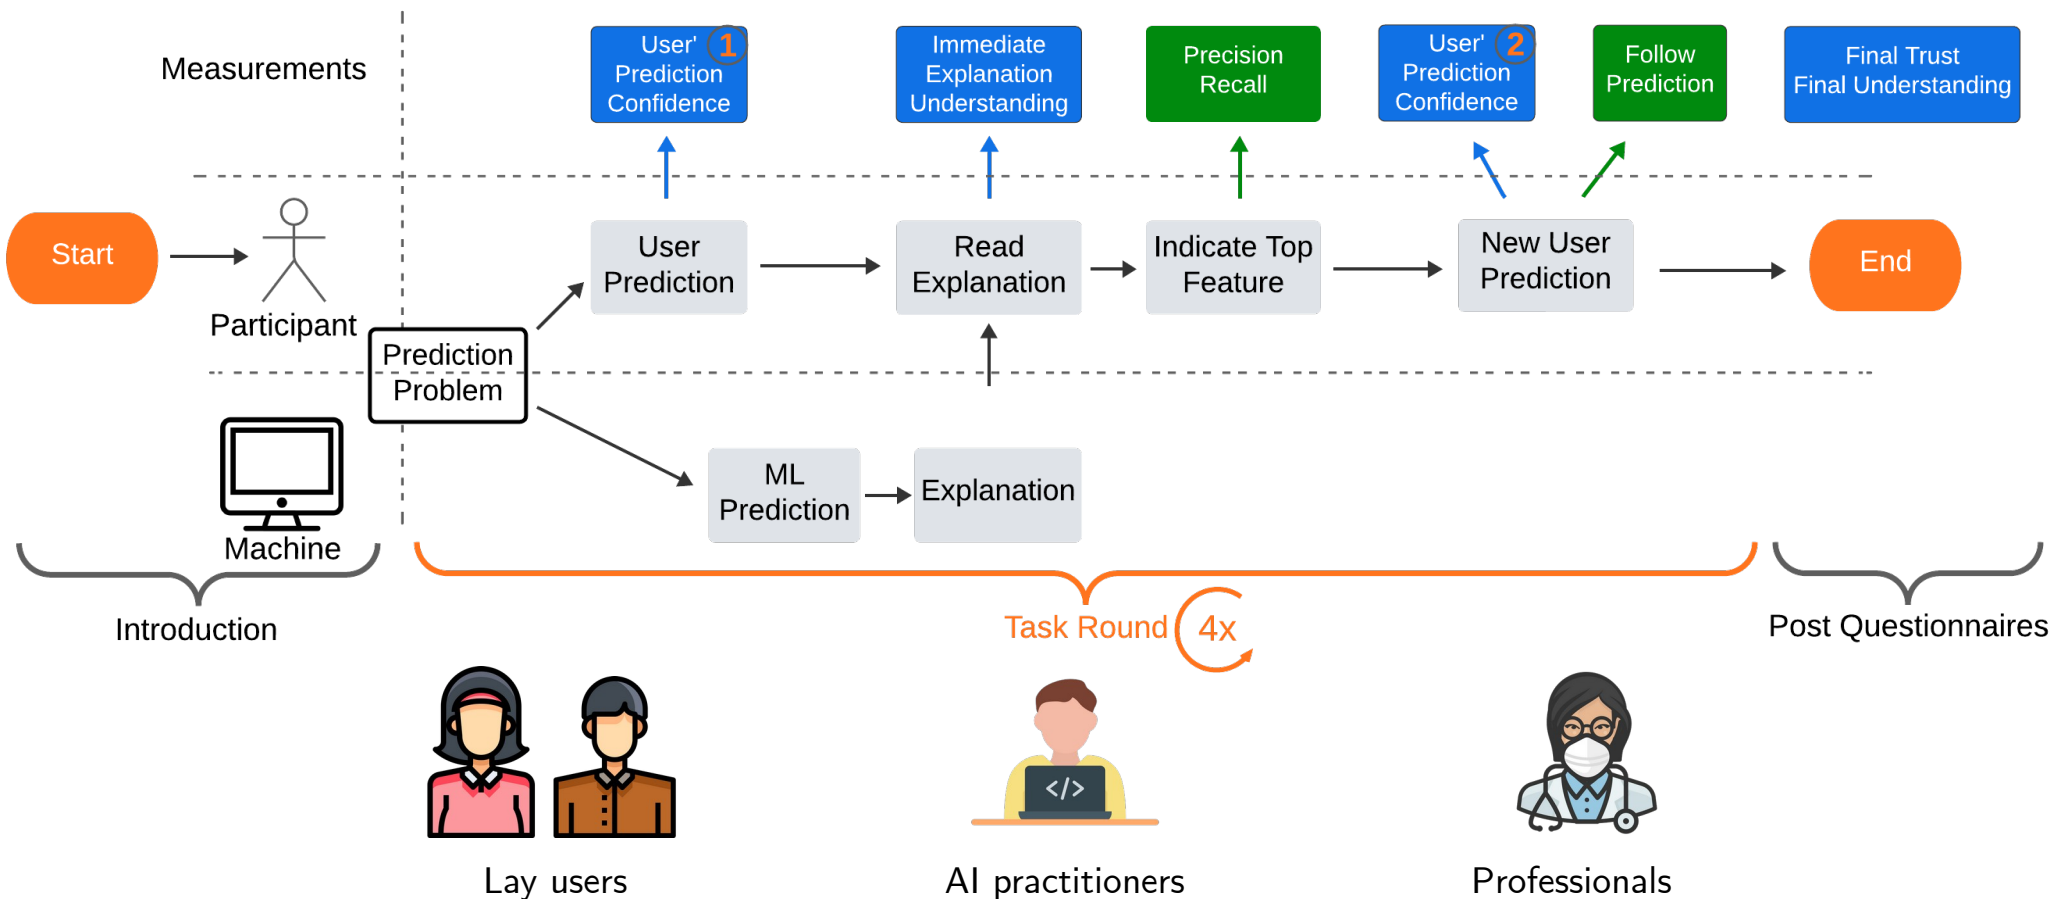 Measurements
User' 1
Prediction
Confidence
Immediate
Explanation
Understanding
Precision
Recall
User' 2
Prediction
Confidence
Follow
Prediction
Final Trust
Final Understanding
Start
Participant
User
Prediction
Read
Explanation
Indicate Top
Feature
New User
Prediction
End
Prediction
Problem
Machine
ML
Prediction
Explanation
Introduction
Task Round 4x
Post Questionnaires
</>
Lay users
AI practitioners
Professionals